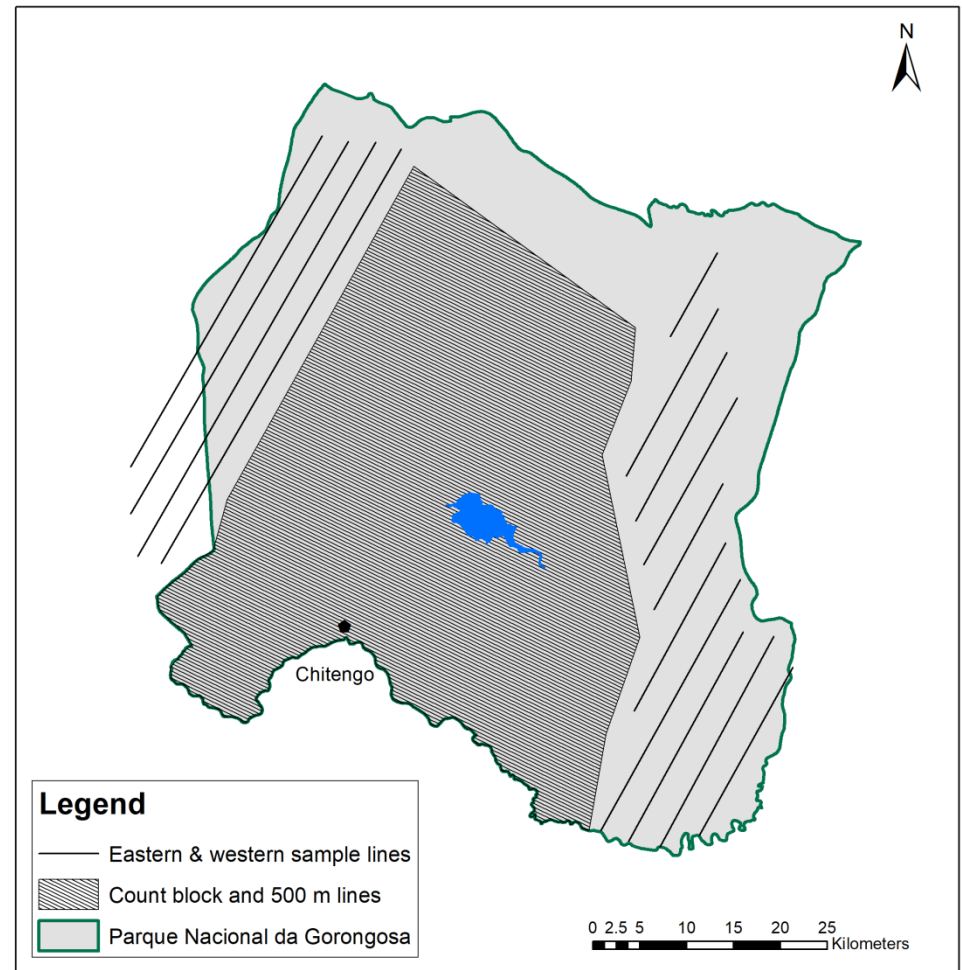 N
Chitengo
Legend
Eastern & western sample lines
Count block and 500 m lines
Parque Nacional da Gorongosa
0 2.5 5 10 15 20 25
Kilometers